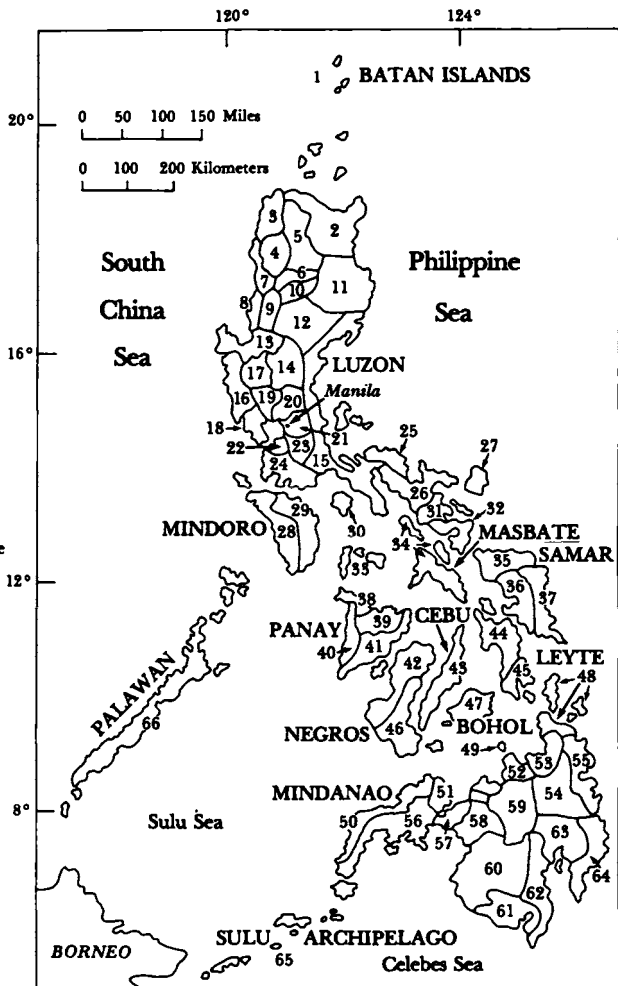 120° 124°
1 BATAN ISLANDS
0 50 100 150 Miles
20°
0 100 200 Kilometers
3
5 2
South Philippine
4
China 6 Sea
7 10 11
8 9
Sea 12
13
16° LUZON
17 14
16 19 20 Manila
18 21 25 27
22 23
24 15
26
29 31 32
MINDORO 28 30 34 MASBATE
e 33 35 SAMAR
12° 36 37
38
PANAY 39 CEBU 44
40 41
42 43 45 LEYTE
48
PALAWAN
66
46 47
NEGROS BOHOL
49 53 55
52
MINDANAO 51 54
8° 50 56 59
Sulu Sea 58
57 63
64
60
62
61
BORNEO SULU ARCHIPELAGO
65 Celebes Sea